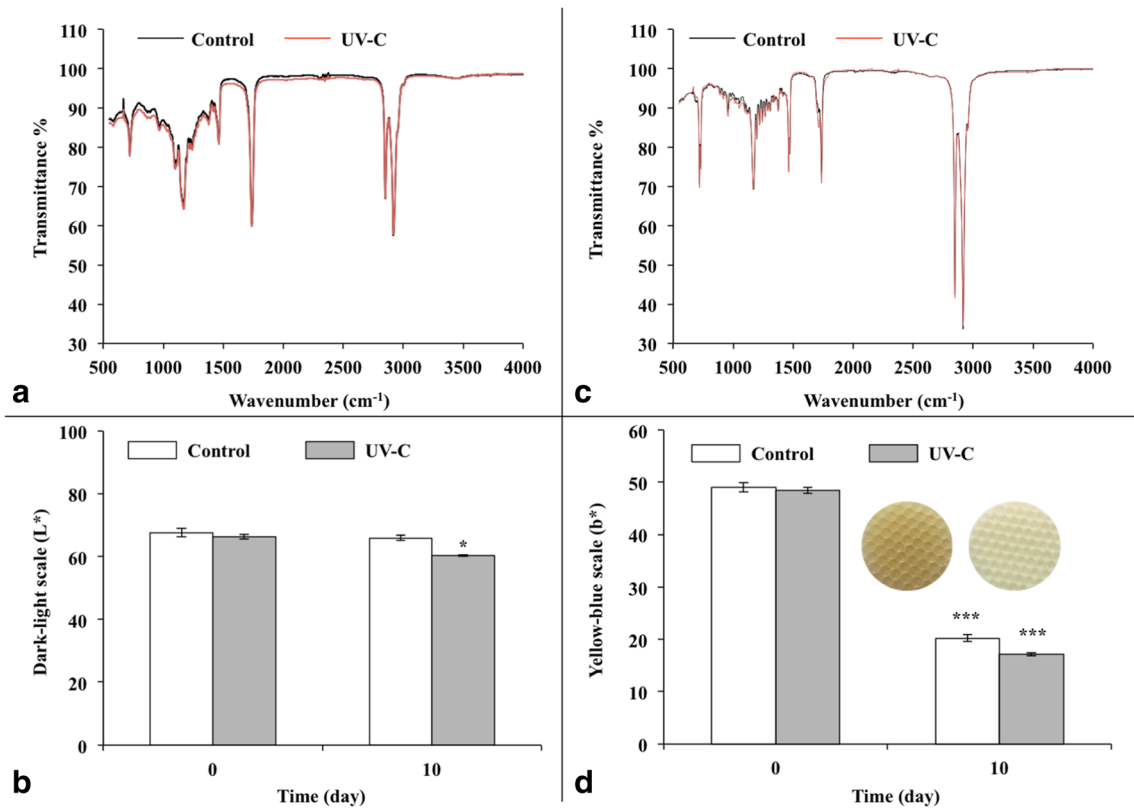 Control
UV-C
Transmittance %
110
100
90
80
70
60
50
40
30
500 1000 1500 2000 2500 3000 3500 4000
Wavenumber (cm-1)
a
Control
UV-C
Transmittance %
110
100
90
80
70
60
50
40
30
500 1000 1500 2000 2500 3000 3500 4000
Wavenumber (cm-1)
c
Control
UV-C
Dark-light scale (L*)
100
80
60
40
20
0
*
0 10
Time (day)
b
Control
UV-C
Yellow-blue scale (b*)
60
50
40
30
20
10
0
***
***
0 10
Time (day)
d